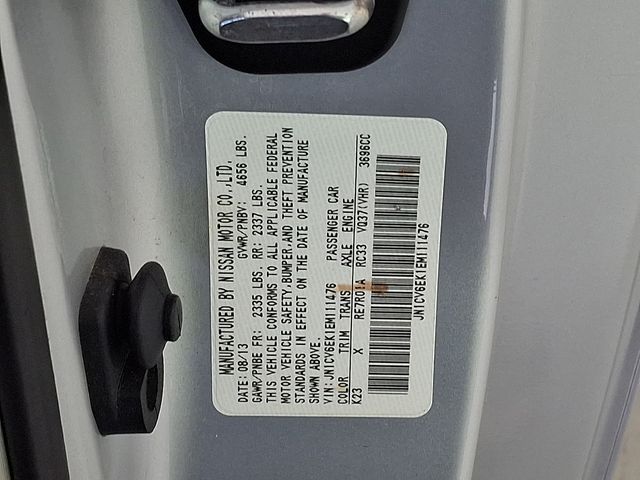 MANUFACTURED BY NISSAN MOTOR CO.,LTD.
DATE: 08/13 GVWR/PNBV: 4656 LBS.
GAWR/PNBE FR: 2335 LBS. RR: 2337 LBS.
THIS VEHICLE CONFORMS TO ALL APPLICABLE FEDERAL
MOTOR VEHICLE SAFETY,BUMPER,AND THEFT PREVENTION
STANDARDS IN EFFECT ON THE DATE OF MANUFACTURE
SHOWN ABOVE.
VIN: JN1CV6EK1EM111476 PASSENGER CAR
COLOR TRIM TRANS AXLE ENGINE
K23 X RE7R01A RC33 VQ37(VHR) 3696CC
JN1CV6EK1EM111476